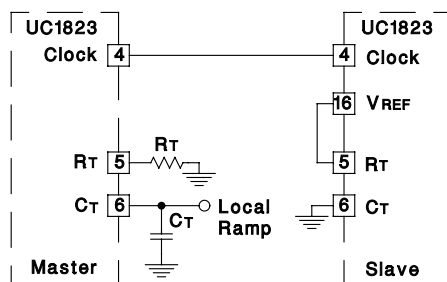 UC1823
Clock 4
RT 5 RT
CT 6
CT
Local
Ramp
Master
UC1823
4 Clock
16 VREF
5 RT
6 CT
Slave